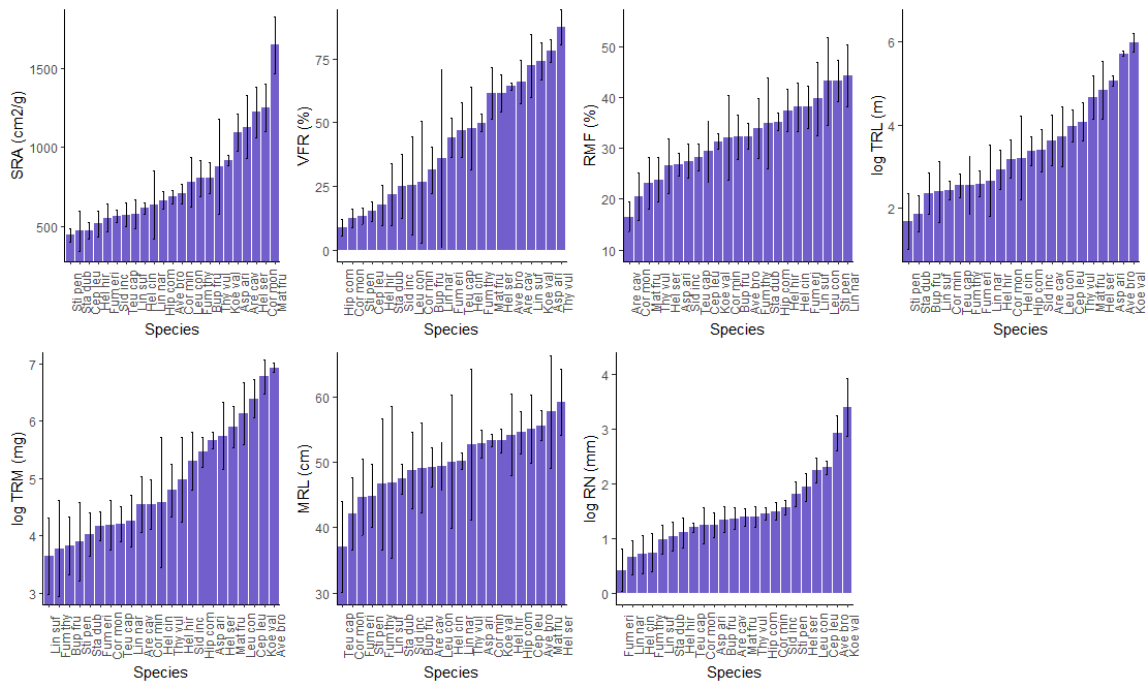 SRA (cm2/g)
1500
1000
500
Sti pen
Sta dub
Cep leu
Hel hir
Fum eri
Sid inc
Teu cap
Thy vul
Lin suf
Hel cin
Lin nar
Hip com
Ave bro
Cor min
Leu con
Fum thy
Bup fru
Koe val
Asp ari
Are cav
Hel ser
Cor mon
Mat fru
Species
VFR (%)
75
50
25
0
Hip com
Cor mon
Sti pen
Cep leu
Hel hir
Sta dub
Sid inc
Leu con
Cor min
Bup fru
Lin nar
Fum eri
Teu cap
Hel cin
Fum thy
Mat fru
Hel ser
Ave bro
Are cav
Lin suf
Koe val
Asp ari
Thy vul
Species
RMF (%)
50
40
30
20
10
Are cav
Cor mon
Mat fru
Thy vul
Hel ser
Asp ari
Sid inc
Teu cap
Cep leu
Koe val
Cor min
Bup fru
Ave bro
Fum eri
Sta dub
Hip com
Hel hir
Hel cin
Fum thy
Lin suf
Leu con
Sti pen
Lin nar
Species
log TRL (m)
6
4
2
Sti pen
Sta dub
Bup fru
Lin suf
Hel hir
Cor mon
Cor min
Teu cap
Fum thy
Fum eri
Lin nar
Hel cin
Hip com
Sid inc
Are cav
Leu con
Cep leu
Thy vul
Mat fru
Hel ser
Asp ari
Ave bro
Koe val
Species
log TRM (mg)
7
6
5
4
3
Lin suf
Fum thy
Bup fru
Sti pen
Sta dub
Fum eri
Cor mon
Teu cap
Lin nar
Are cav
Cor min
Hel cin
Thy vul
Hel hir
Sid inc
Hip com
Asp ari
Hel ser
Mat fru
Leu con
Cep leu
Koe val
Ave bro
Species
MRL (cm)
60
50
40
30
Teu cap
Cor mon
Fum eri
Sti pen
Fum thy
Lin suf
Sta dub
Sid inc
Bup fru
Are cav
Leu con
Hel cin
Lin nar
Thy vul
Asp ari
Cor min
Koe val
Hel hir
Hip com
Cep leu
Ave bro
Mat fru
Hel ser
Species
log RN (mm)
4
3
2
1
0
Fum eri
Lin nar
Hel cin
Fum thy
Lin suf
Sta dub
Hel hir
Teu cap
Cor mon
Asp ari
Bup fru
Are cav
Mat fru
Thy vul
Hip com
Cor min
Sid inc
Sti pen
Hel ser
Leu con
Cep leu
Ave bro
Koe val
Species